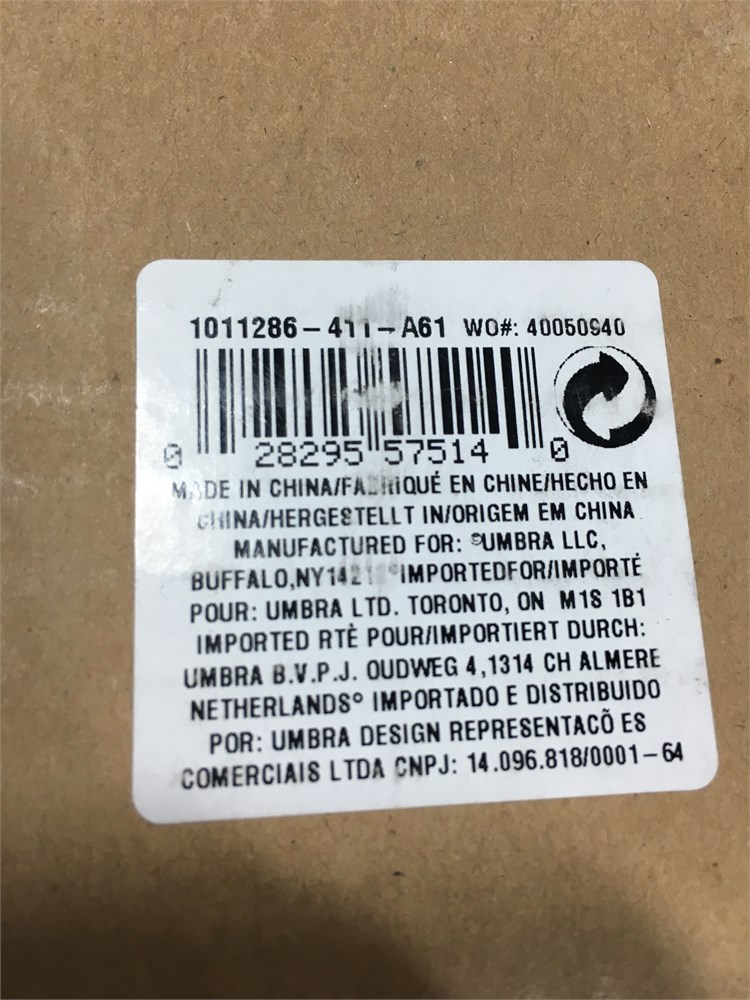 1011286-411-A61 WO#: 40050940
0 28295 57514 0
MADE IN CHINA/FABRIQUÉ EN CHINE/HECHO EN
CHINA/HERGESTELLT IN/ORIGEM EM CHINA
MANUFACTURED FOR: ©UMBRA LLC,
BUFFALO,NY IMPORTEDFOR/IMPORTÉ
POUR: UMBRA LTD. TORONTO, ON M1S 1B1
IMPORTED RTÈ POUR/IMPORTIERT DURCH:
UMBRA B.V.P.J. OUDWEG 4,1314 CH ALMERE
NETHERLANDS° IMPORTADO E DISTRIBUIDO
POR: UMBRA DESIGN REPRESENTACÕ ES
COMERCIAIS LTDA CNPJ: 14.096.818/0001-64